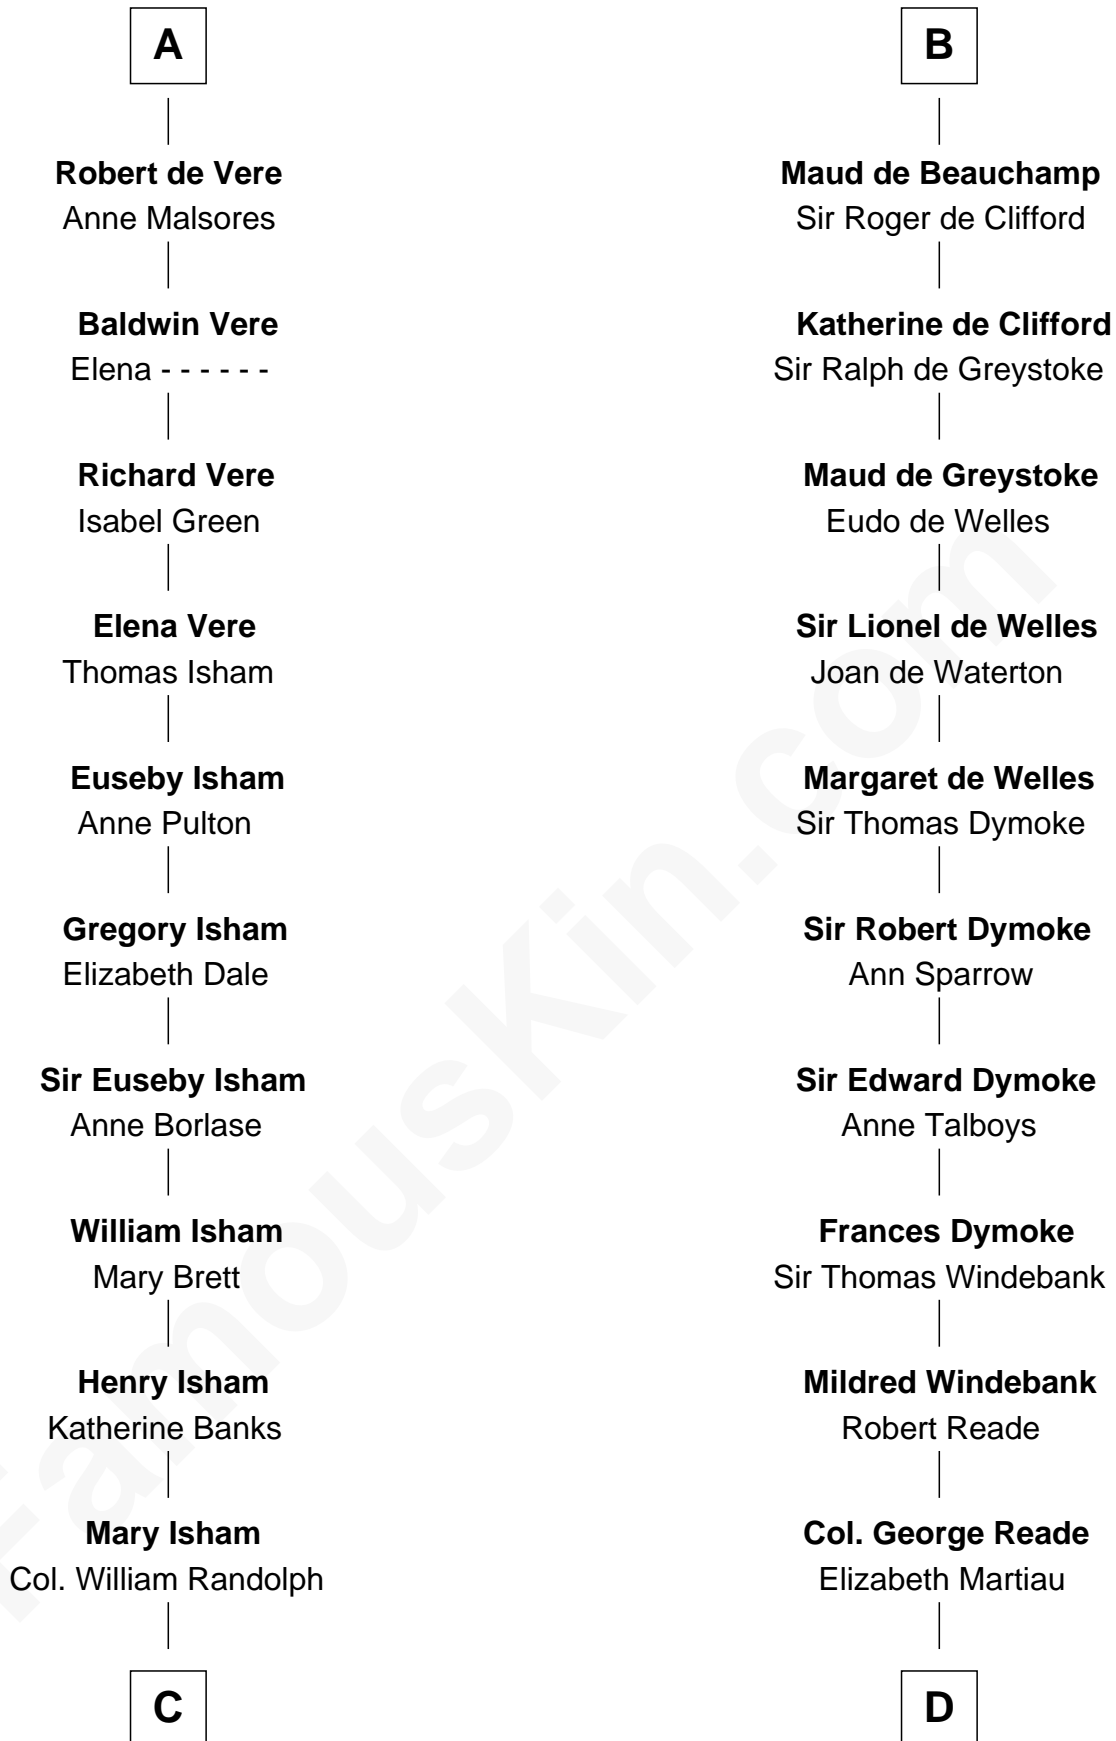 A
Robert de Vere
Anne Malsores
Baldwin Vere
Elena - - - - - -
Richard Vere
Isabel Green
Elena Vere
Thomas Isham
Euseby Isham
Anne Pulton
Gregory Isham
Elizabeth Dale
Sir Euseby Isham
Anne Borlase
William Isham
Mary Brett
Henry Isham
Katherine Banks
Mary Isham
Col. William Randolph
C
B
Maud de Beauchamp
Sir Roger de Clifford
Katherine de Clifford
Sir Ralph de Greystoke
Maud de Greystoke
Eudo de Welles
Sir Lionel de Welles
Joan de Waterton
Margaret de Welles
Sir Thomas Dymoke
Sir Robert Dymoke
Ann Sparrow
Sir Edward Dymoke
Anne Talboys
Frances Dymoke
Sir Thomas Windebank
Mildred Windebank
Robert Reade
Col. George Reade
Elizabeth Martiau
D
FamousKin.com